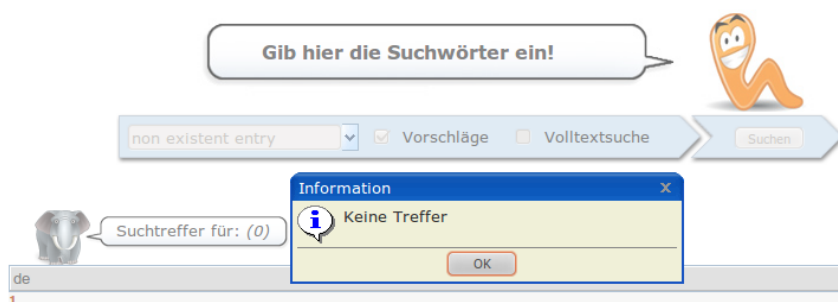 Gib hier die Suchwörter ein!
non existent entry Vorschläge Volltextsuche Suchen
Information x
Keine Treffer
Suchtreffer für: (0)
OK
de
1